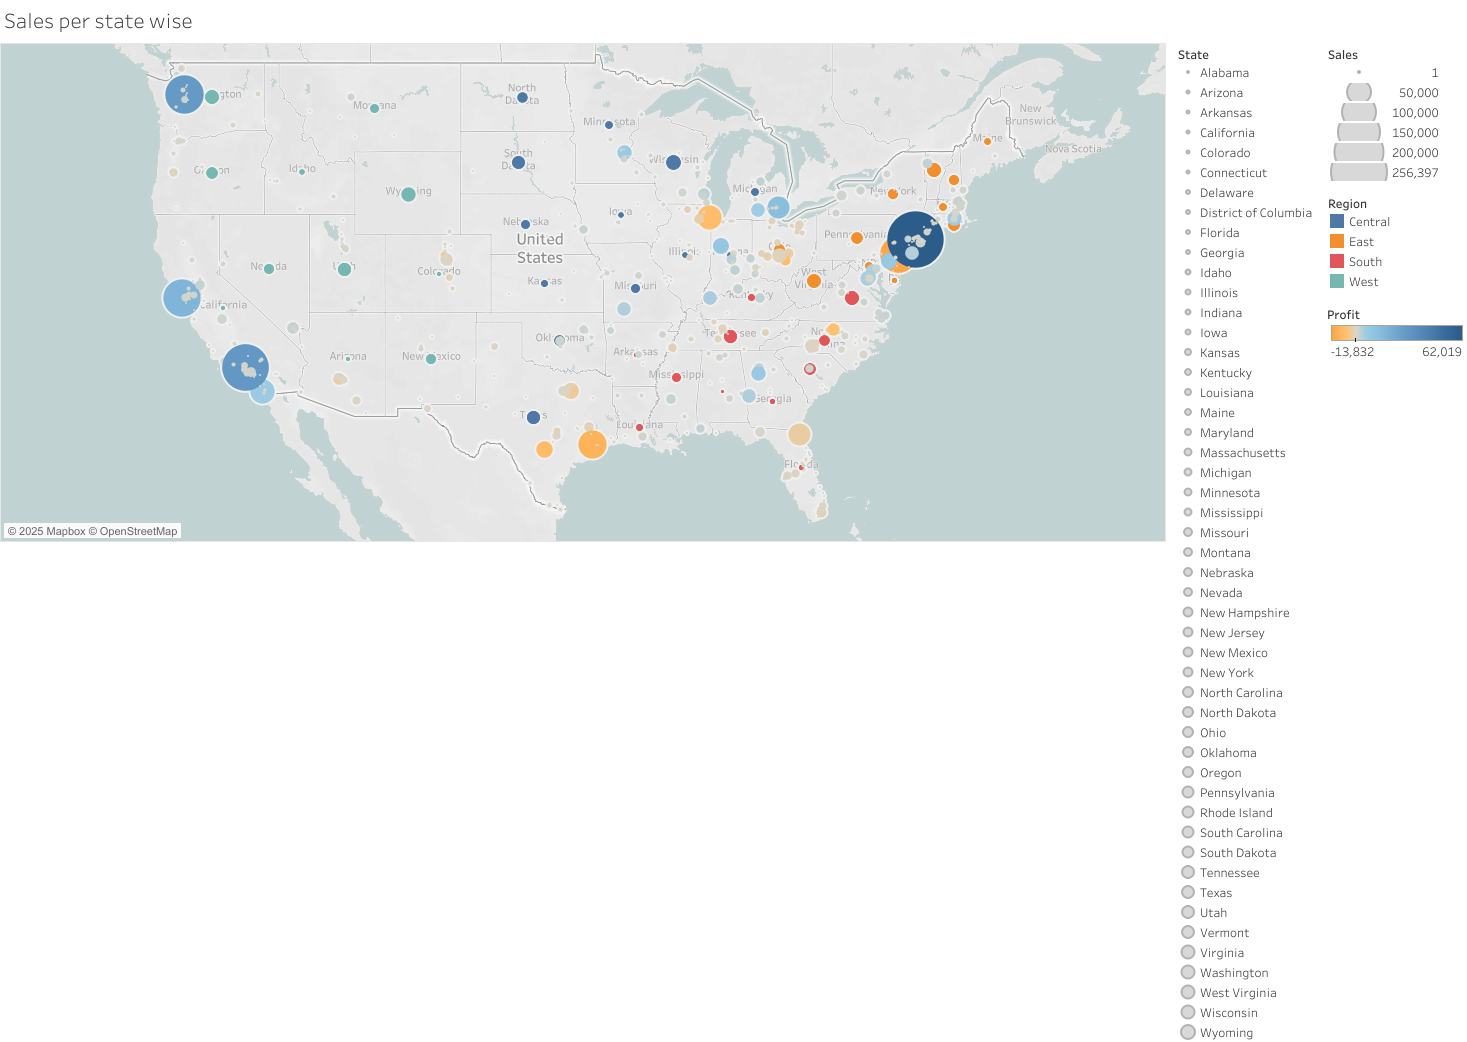 Sales per state wise
North
Dakota
Montana
Minnesota
New
Brunswick
Maine
Nova Scotia
South
Dakota
Wisconsin
Oregon
Idaho
Wyoming
Michigan
New York
Iowa
Nebraska
United
States
Pennsylvania
Illinois
Nevada
Utah
Colorado
Kansas
Missouri
West
Virginia
Kentucky
California
Oklahoma
Tennessee
Arizona
New Mexico
Arkansas
Mississippi
Georgia
Texas
Louisiana
Florida
© 2025 Mapbox © OpenStreetMap
State
Alabama
Arizona
Arkansas
California
Colorado
Connecticut
Delaware
District of Columbia
Florida
Georgia
Idaho
Illinois
Indiana
Iowa
Kansas
Kentucky
Louisiana
Maine
Maryland
Massachusetts
Michigan
Minnesota
Mississippi
Missouri
Montana
Nebraska
Nevada
New Hampshire
New Jersey
New Mexico
New York
North Carolina
North Dakota
Ohio
Oklahoma
Oregon
Pennsylvania
Rhode Island
South Carolina
South Dakota
Tennessee
Texas
Utah
Vermont
Virginia
Washington
West Virginia
Wisconsin
Wyoming
Sales
1
50,000
100,000
150,000
200,000
256,397
Region
Central
East
South
West
Profit
-13,832 62,019